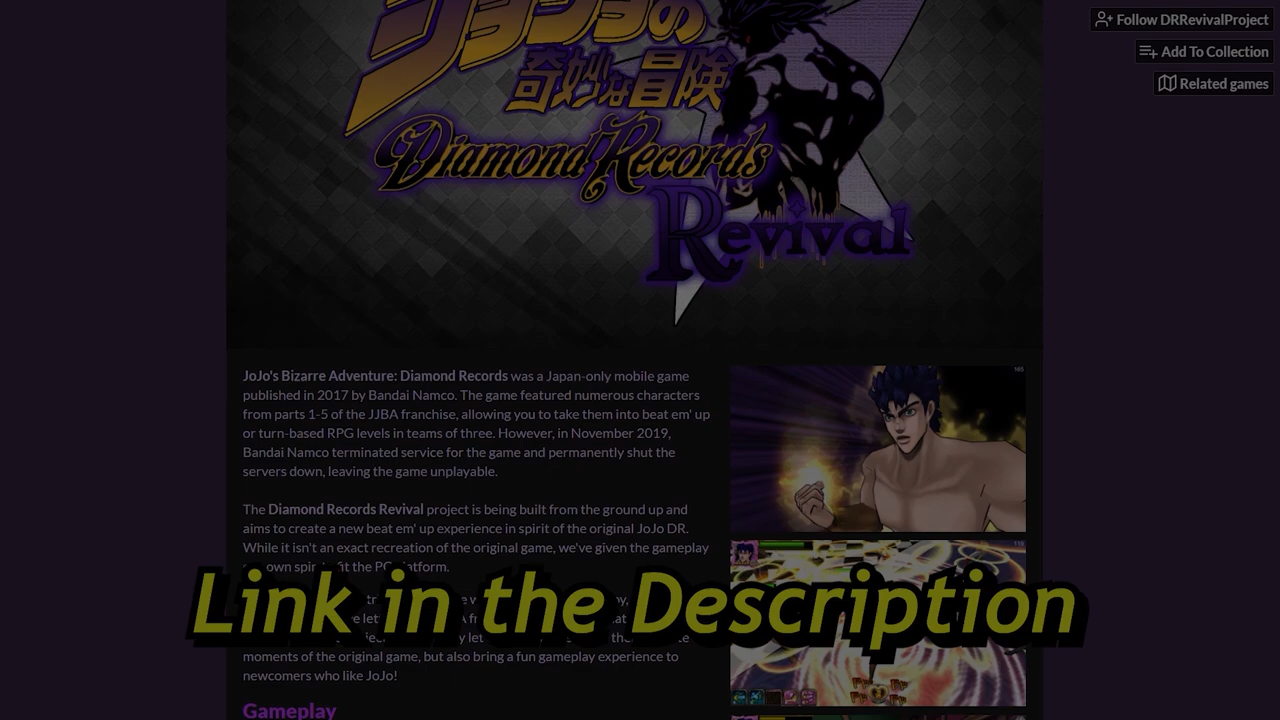 Follow DRRevivalProject
Add To Collection
Related games
ジョジョの
奇妙な冒険
Diamond Records
Revival
JoJo's Bizarre Adventure: Diamond Records was a Japan-only mobile game
published in 2017 by Bandai Namco. The game featured numerous characters
from parts 1-5 of the JJBA franchise, allowing you to take them into beat em' up
or turn-based RPG levels in teams of three. However, in November 2019,
Bandai Namco terminated service for the game and permanently shut the
servers down, leaving the game unplayable.
The Diamond Records Revival project is being built from the ground up and
aims to create a new beat em' up experience in spirit of the original JoJo DR.
While it isn't an exact recreation of the original game, we've given the gameplay
own spin fit the PC platform.
Link in the Description
moments of the original game, but also bring a fun gameplay experience to
newcomers who like JoJo!
Gameplay